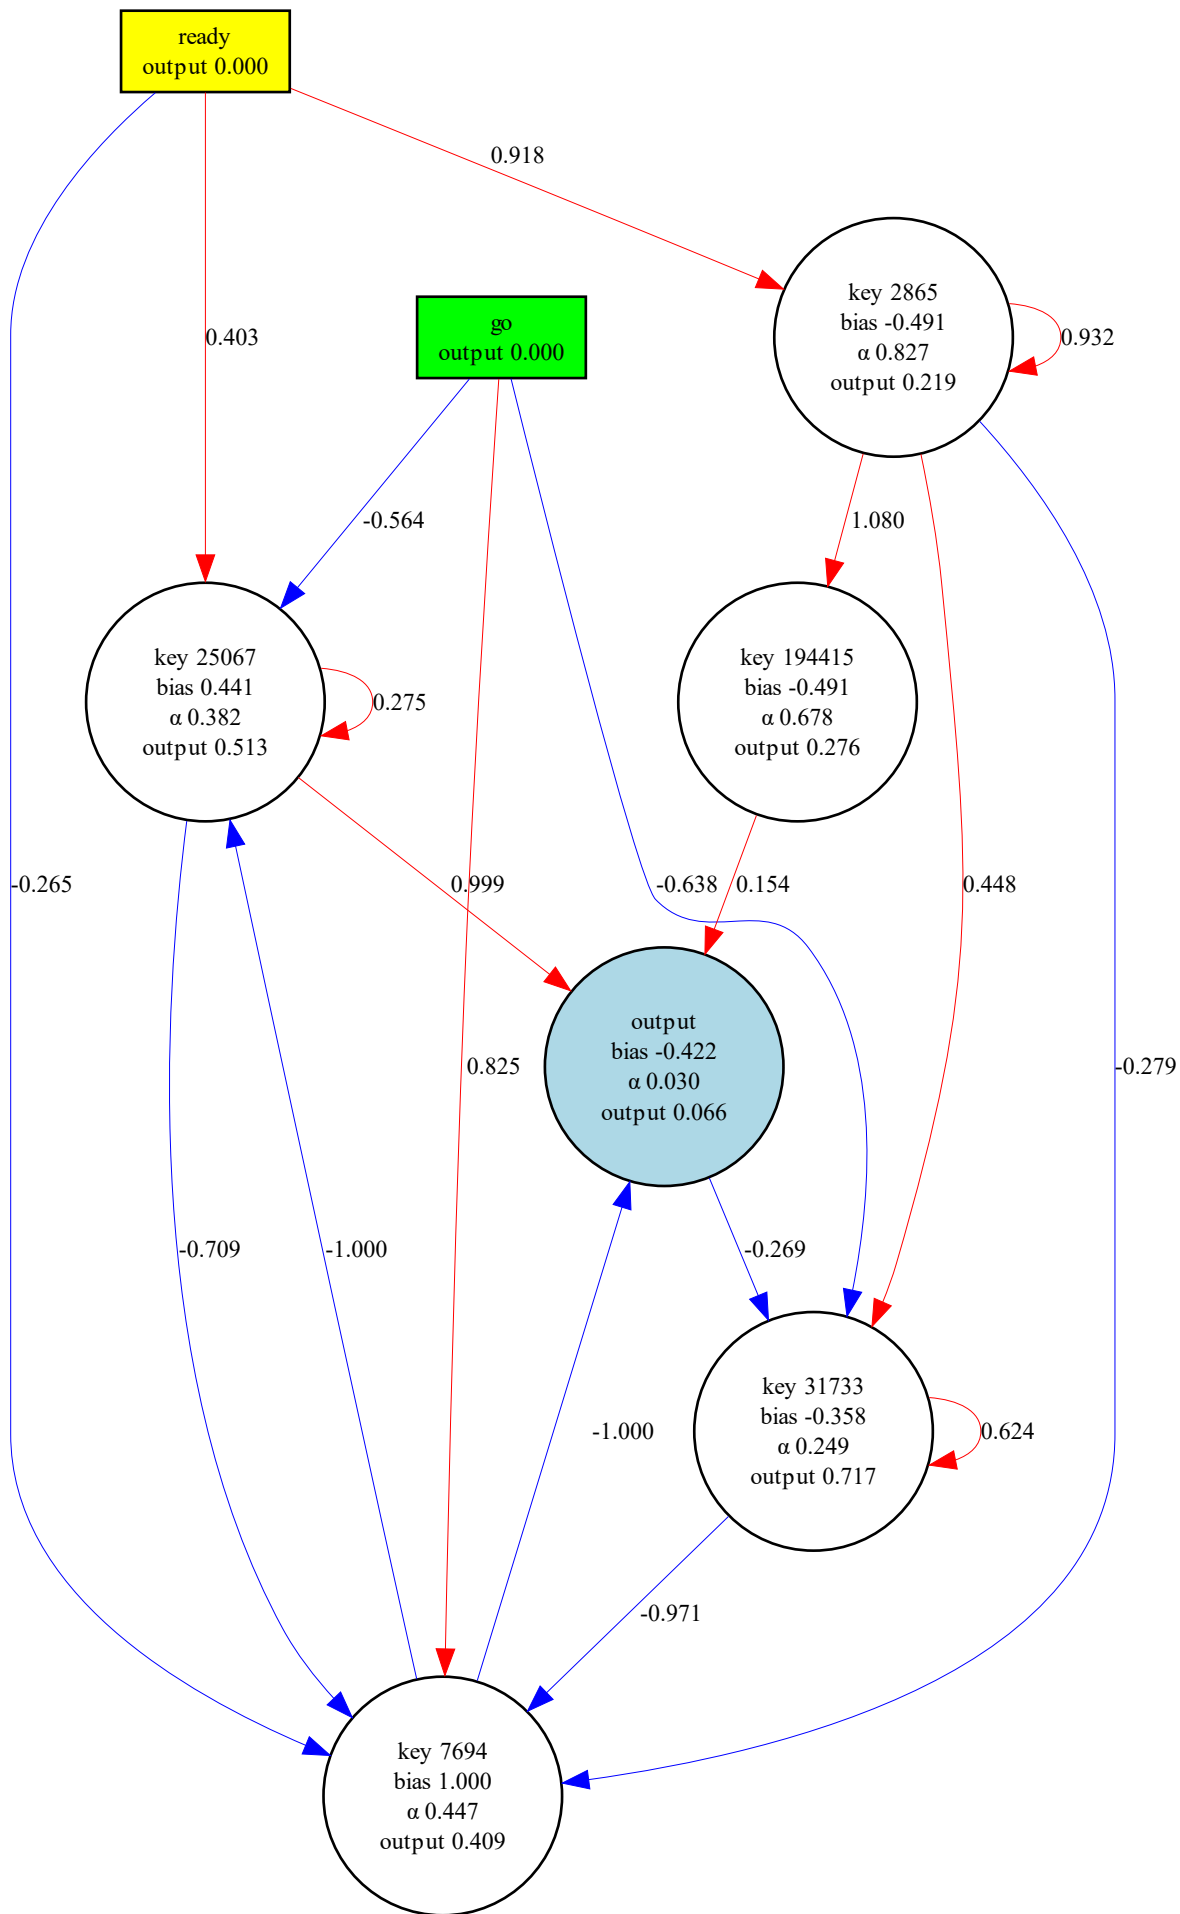 ready
output 0.000
0.918
key 2865
bias -0.491
α 0.827
output 0.219
0.932
go
output 0.000
0.403
-0.564
1.080
key 25067
bias 0.441
α 0.382
output 0.513
0.275
key 194415
bias -0.491
α 0.678
output 0.276
-0.265
0.999
-0.638
0.154
0.448
output
bias -0.422
α 0.030
output 0.066
0.825
-0.279
-0.709
-1.000
-0.269
-1.000
key 31733
bias -0.358
α 0.249
output 0.717
0.624
-0.971
key 7694
bias 1.000
α 0.447
output 0.409